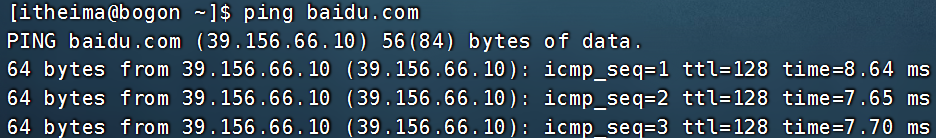 [itheima@bogon ~]$ ping baidu.com
PING baidu.com (39.156.66.10) 56(84) bytes of data.
64 bytes from 39.156.66.10 (39.156.66.10): icmp_seq=1 ttl=128 time=8.64 ms
64 bytes from 39.156.66.10 (39.156.66.10): icmp_seq=2 ttl=128 time=7.65 ms
64 bytes from 39.156.66.10 (39.156.66.10): icmp_seq=3 ttl=128 time=7.70 ms